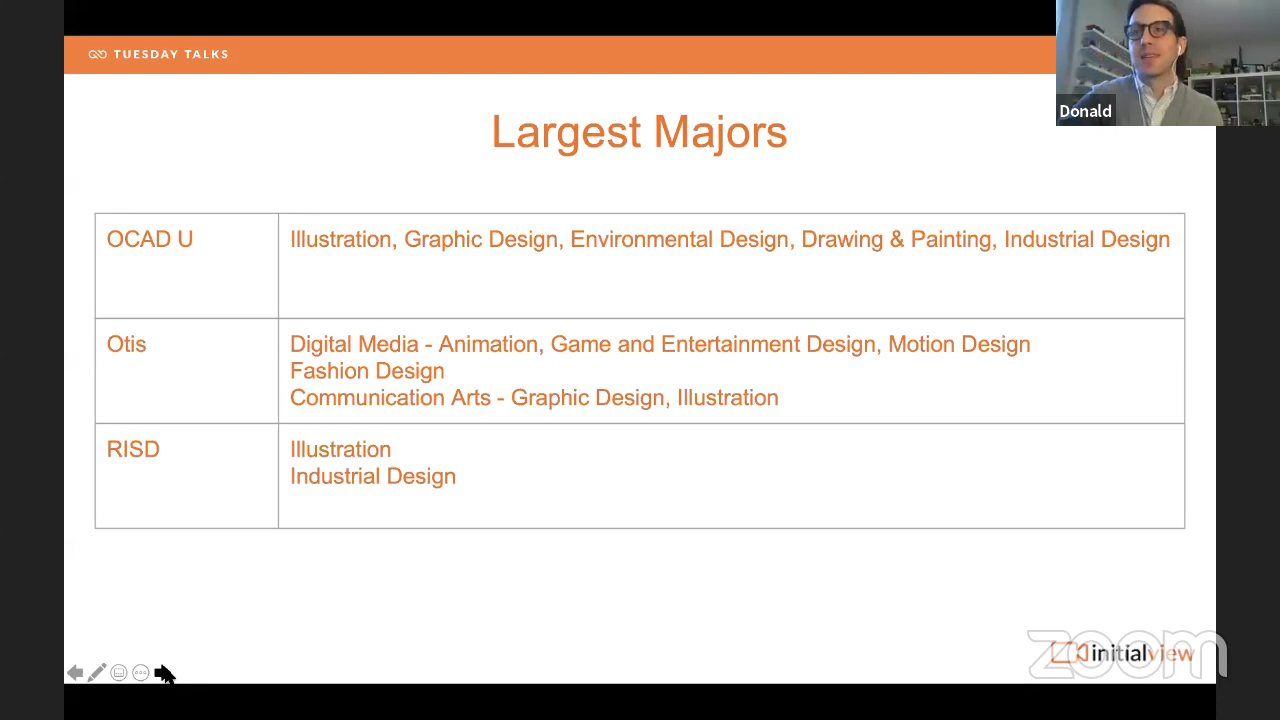 TUESDAY TALKS
Donald
Largest Majors
OCAD U
Illustration, Graphic Design, Environmental Design, Drawing & Painting, Industrial Design
Otis
Digital Media - Animation, Game and Entertainment Design, Motion Design
Fashion Design
Communication Arts - Graphic Design, Illustration
RISD
Illustration
Industrial Design
initialview
zoom